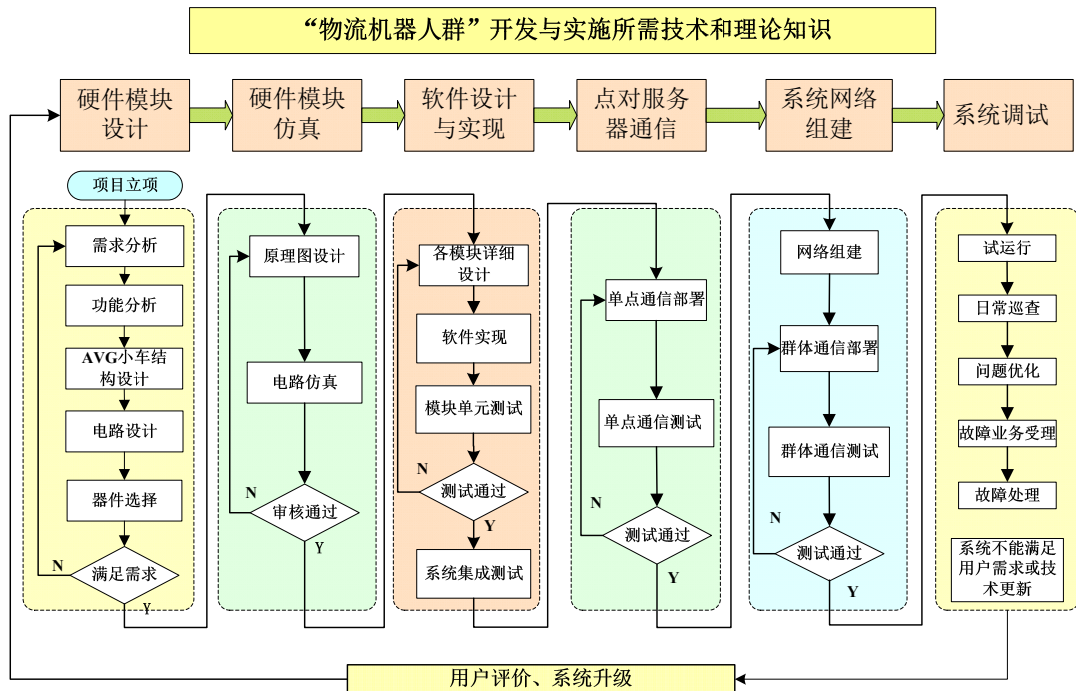 “物流机器人群”开发与实施所需技术和理论知识
硬件模块
设计
硬件模块
仿真
软件设计
与实现
点对服务
器通信
系统网络
组建
系统调试
项目立项
需求分析
功能分析
AVG小车结
构设计
电路设计
器件选择
满足需求
N
Y
原理图设计
电路仿真
审核通过
N
Y
各模块详细
设计
软件实现
模块单元测试
测试通过
N
Y
系统集成测试
单点通信部署
单点通信测试
测试通过
N
Y
网络组建
群体通信部署
群体通信测试
测试通过
N
Y
试运行
日常巡查
问题优化
故障业务受理
故障处理
系统不能满足
用户需求或技
术更新
用户评价、系统升级